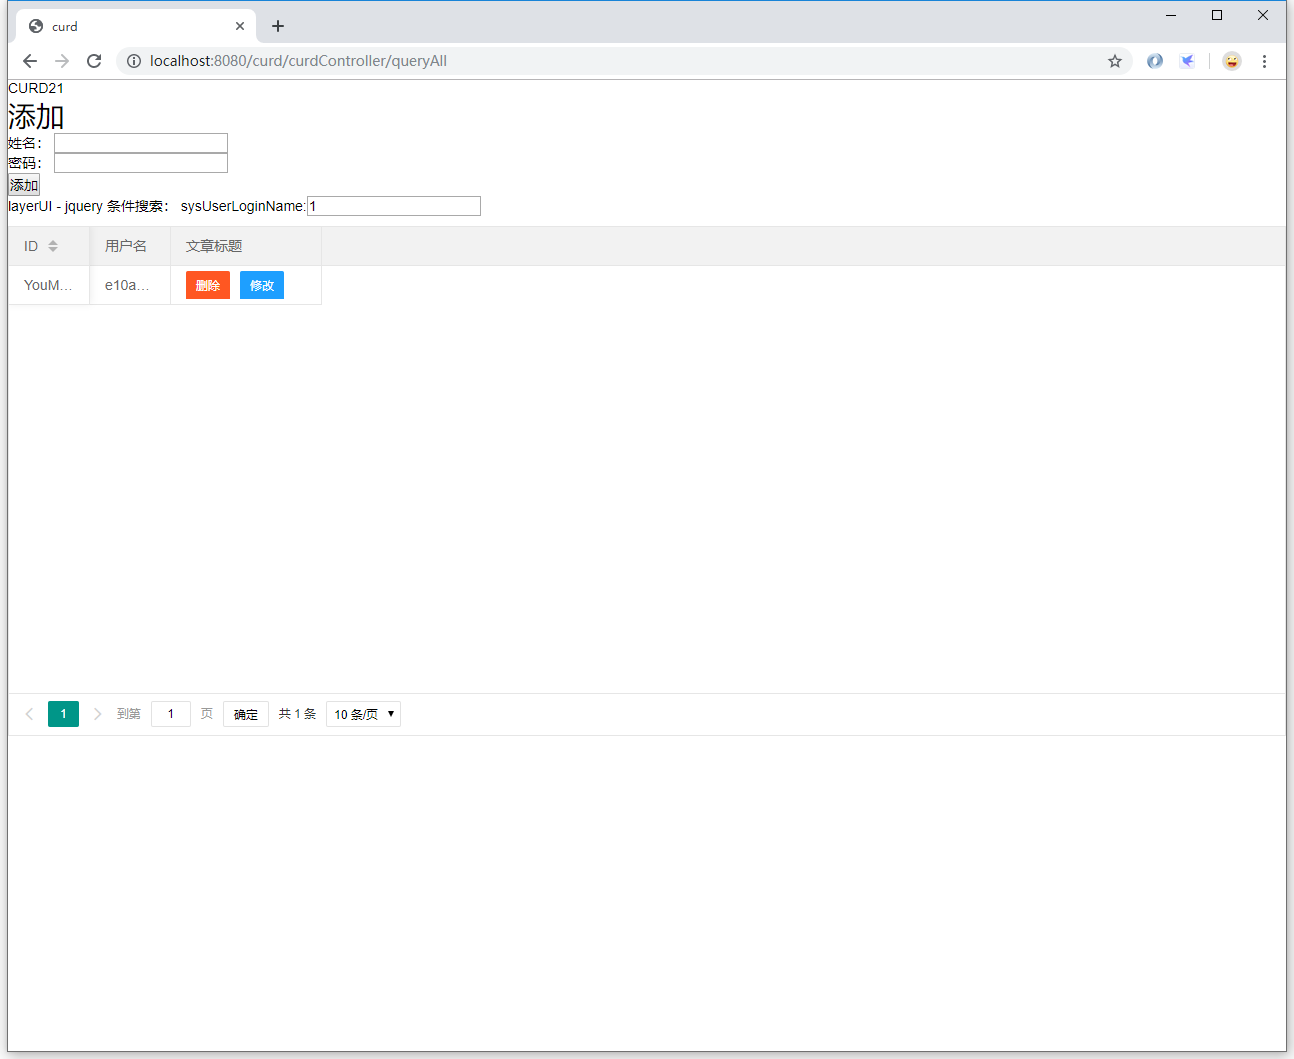 curd
localhost:8080/curd/curdController/queryAll
CURD21
添加
姓名：
密码：
添加
layerUI - jquery 条件搜索： sysUserLoginName:1
ID 用户名 文章标题
YouM... e10a... 删除 修改
1 到第 1 页 确定 共 1 条 10 条/页